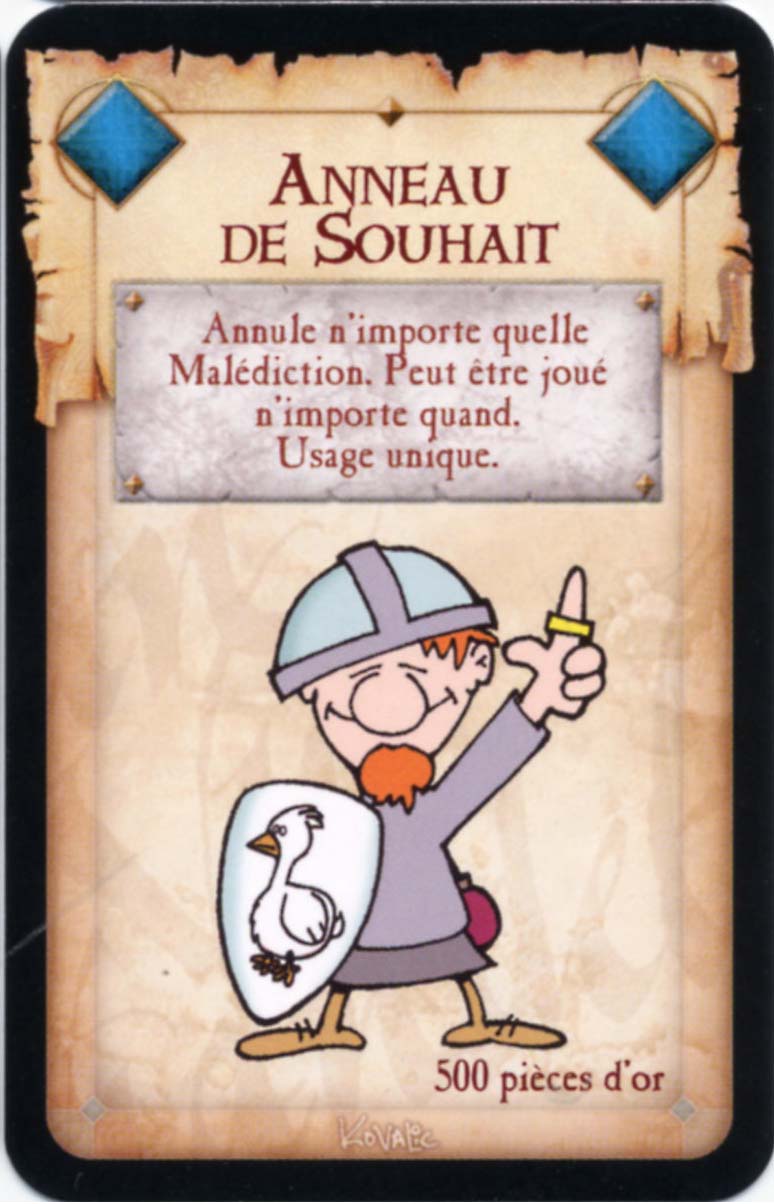 ANNEAU
DE SOUHAIT
Annule n'importe quelle
Malédiction. Peut être joué
n'importe quand.
Usage unique.
500 pièces d'or
KOVALIC